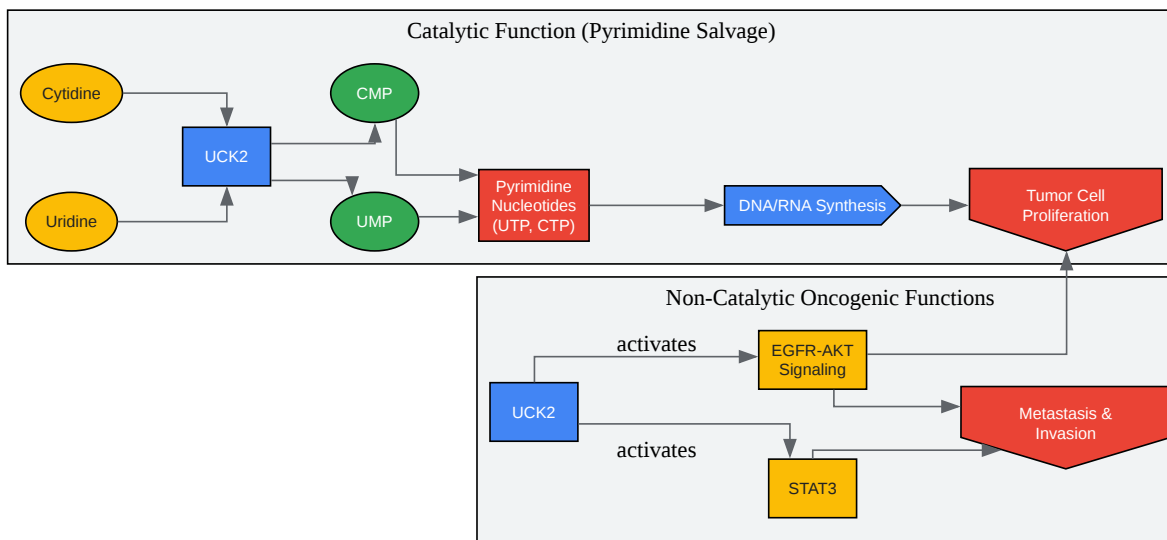 Catalytic Function (Pyrimidine Salvage)
Cytidine
CMP
UCK2
Uridine
UMP
Pyrimidine
Nucleotides
(UTP, CTP)
DNA/RNA Synthesis
Tumor Cell
Proliferation
Non-Catalytic Oncogenic Functions
activates
EGFR-AKT
Signaling
UCK2
Metastasis &
Invasion
activates
STAT3